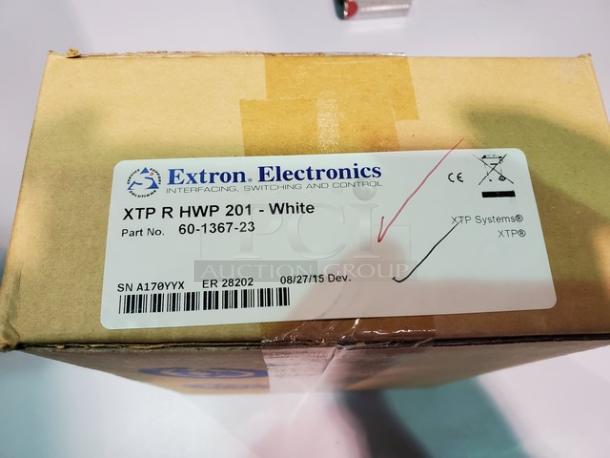 Extron® Electronics
INTERFACING, SWITCHING AND CONTROL
XTP R HWP 201 - White
Part No. 60-1367-23
CE
XTP Systems®
XTP®
PCI
AUCTION GROUP
SN A170YYX ER 28202 08/27/15 Dev.